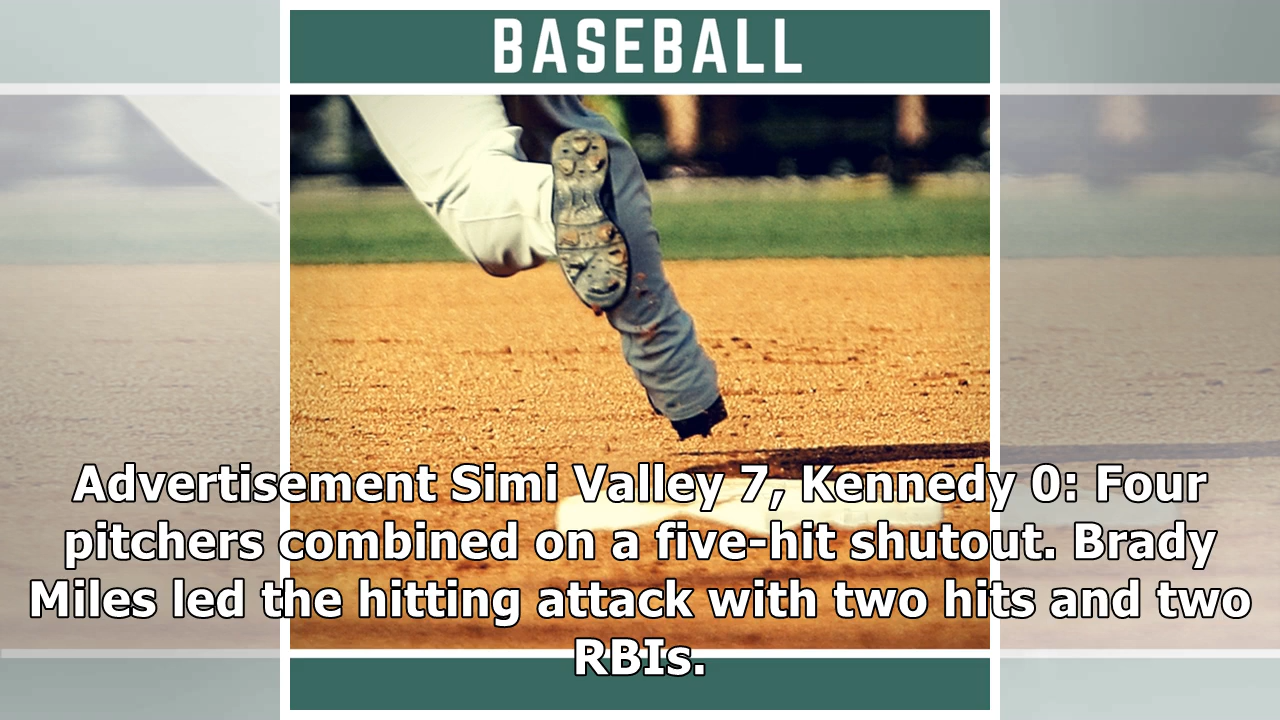 BASEBALL
Advertisement Simi Valley 7, Kennedy 0: Four
pitchers combined on a five-hit shutout. Brady
Miles led the hitting attack with two hits and two
RBIs.